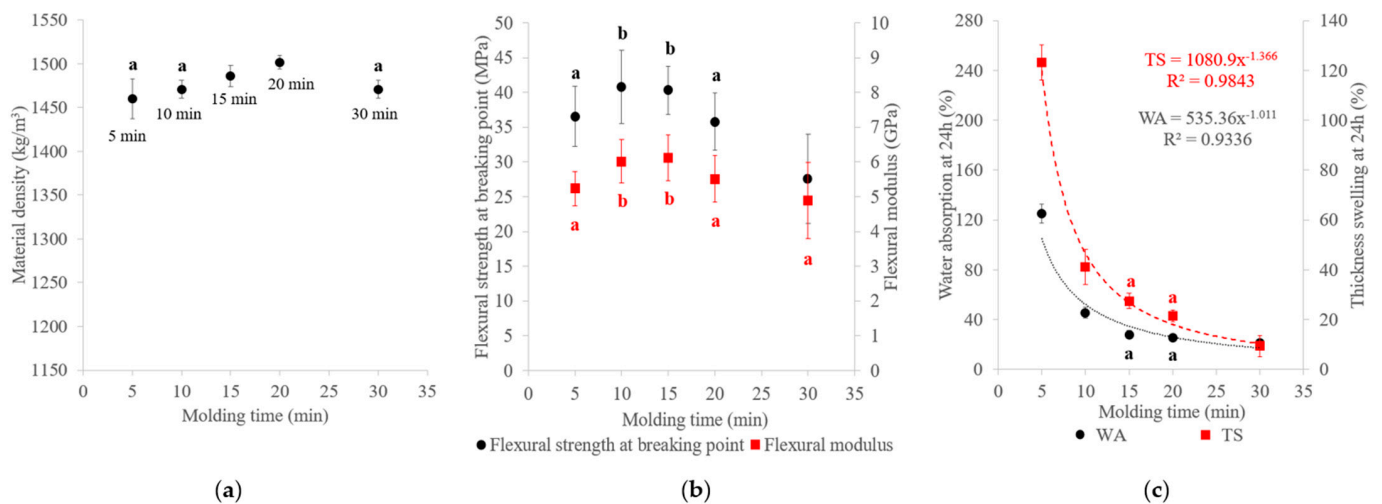 Material density (kg/m³)
1550
1500
1450
1400
1350
1300
1250
1200
1150
a a a
5 min
10 min
15 min
20 min
30 min
0 5 10 15 20 25 30 35
Molding time (min)
(a)
Flexural strength at breaking point (MPa)
50
45
40
35
30
25
20
15
10
5
0
a b b a
a b b a a
10
9
8
7
6
5
4
3
2
1
0
Flexural modulus (GPa)
0 5 10 15 20 25 30 35
Molding time (min)
Flexural strength at breaking point Flexural modulus
(b)
Water absorption at 24h (%)
280
240
200
160
120
80
40
0
TS = 1080.9x-1.366
R² = 0.9843
WA = 535.36x-1.011
R² = 0.9336
a a
a a
140
120
100
80
60
40
20
0
Thickness swelling at 24h (%)
0 5 10 15 20 25 30 35
Molding time (min)
WA TS
(c)